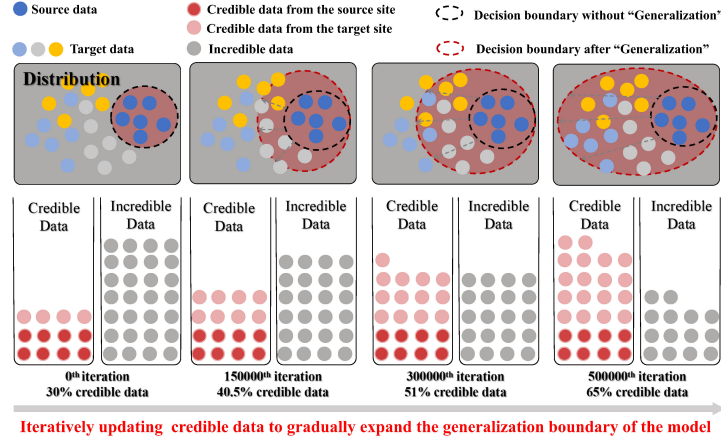 Source data
Credible data from the source site
Decision boundary without “Generalization”
Credible data from the target site
Target data
Incredible data
Decision boundary after “Generalization”
Distribution
Credible Data
Incredible Data
Credible Data
Incredible Data
Credible Data
Incredible Data
Credible Data
Incredible Data
0th iteration
30% credible data
150000th iteration
40.5% credible data
300000th iteration
51% credible data
500000th iteration
65% credible data
Iteratively updating credible data to gradually expand the generalization boundary of the model